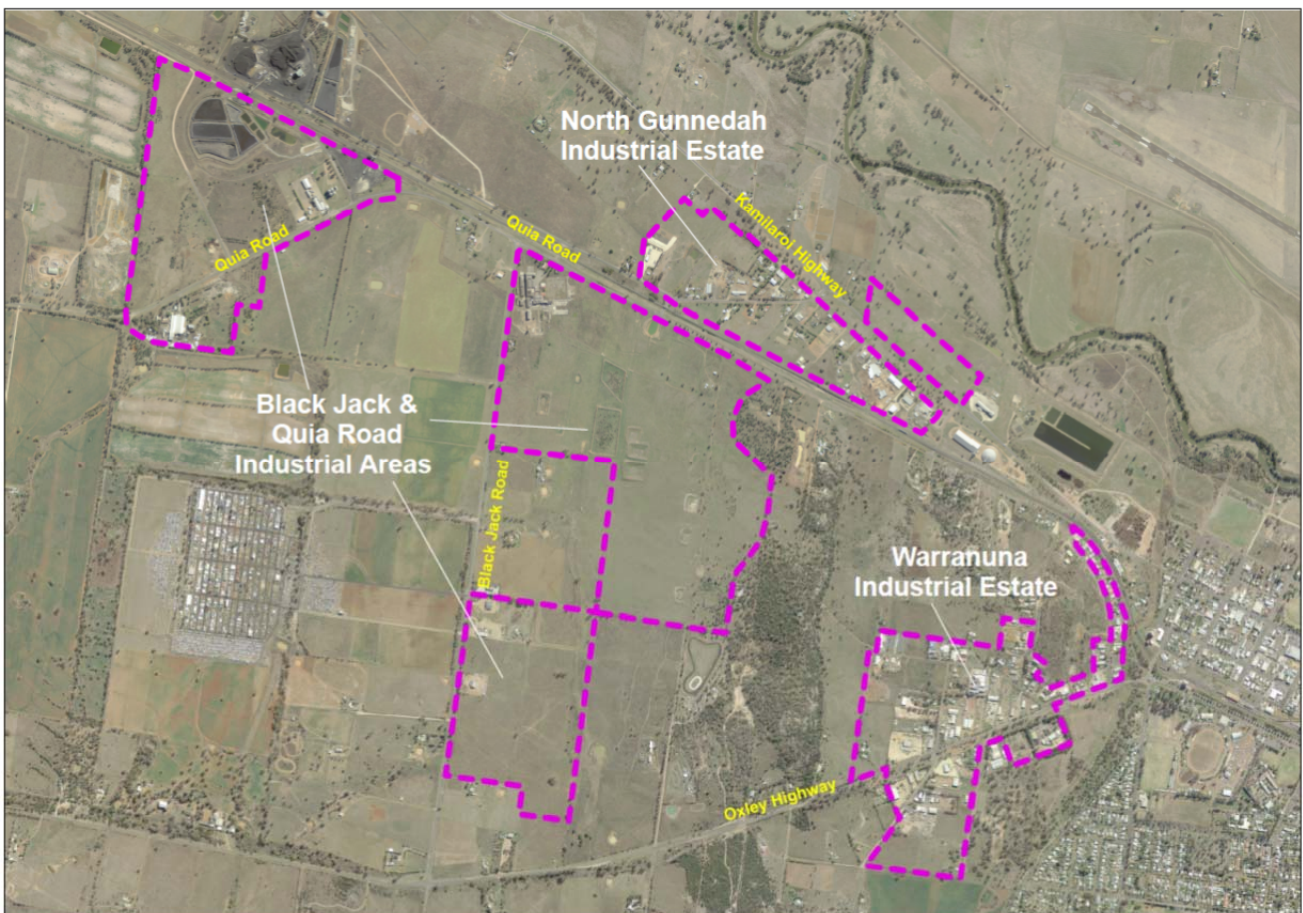 North Gunnedah
Industrial Estate
Kamilaroi Highway
Quia Road
Quia Road
Black Jack &
Quia Road
Industrial Areas
Black Jack Road
Warranuna
Industrial Estate
Oxley Highway